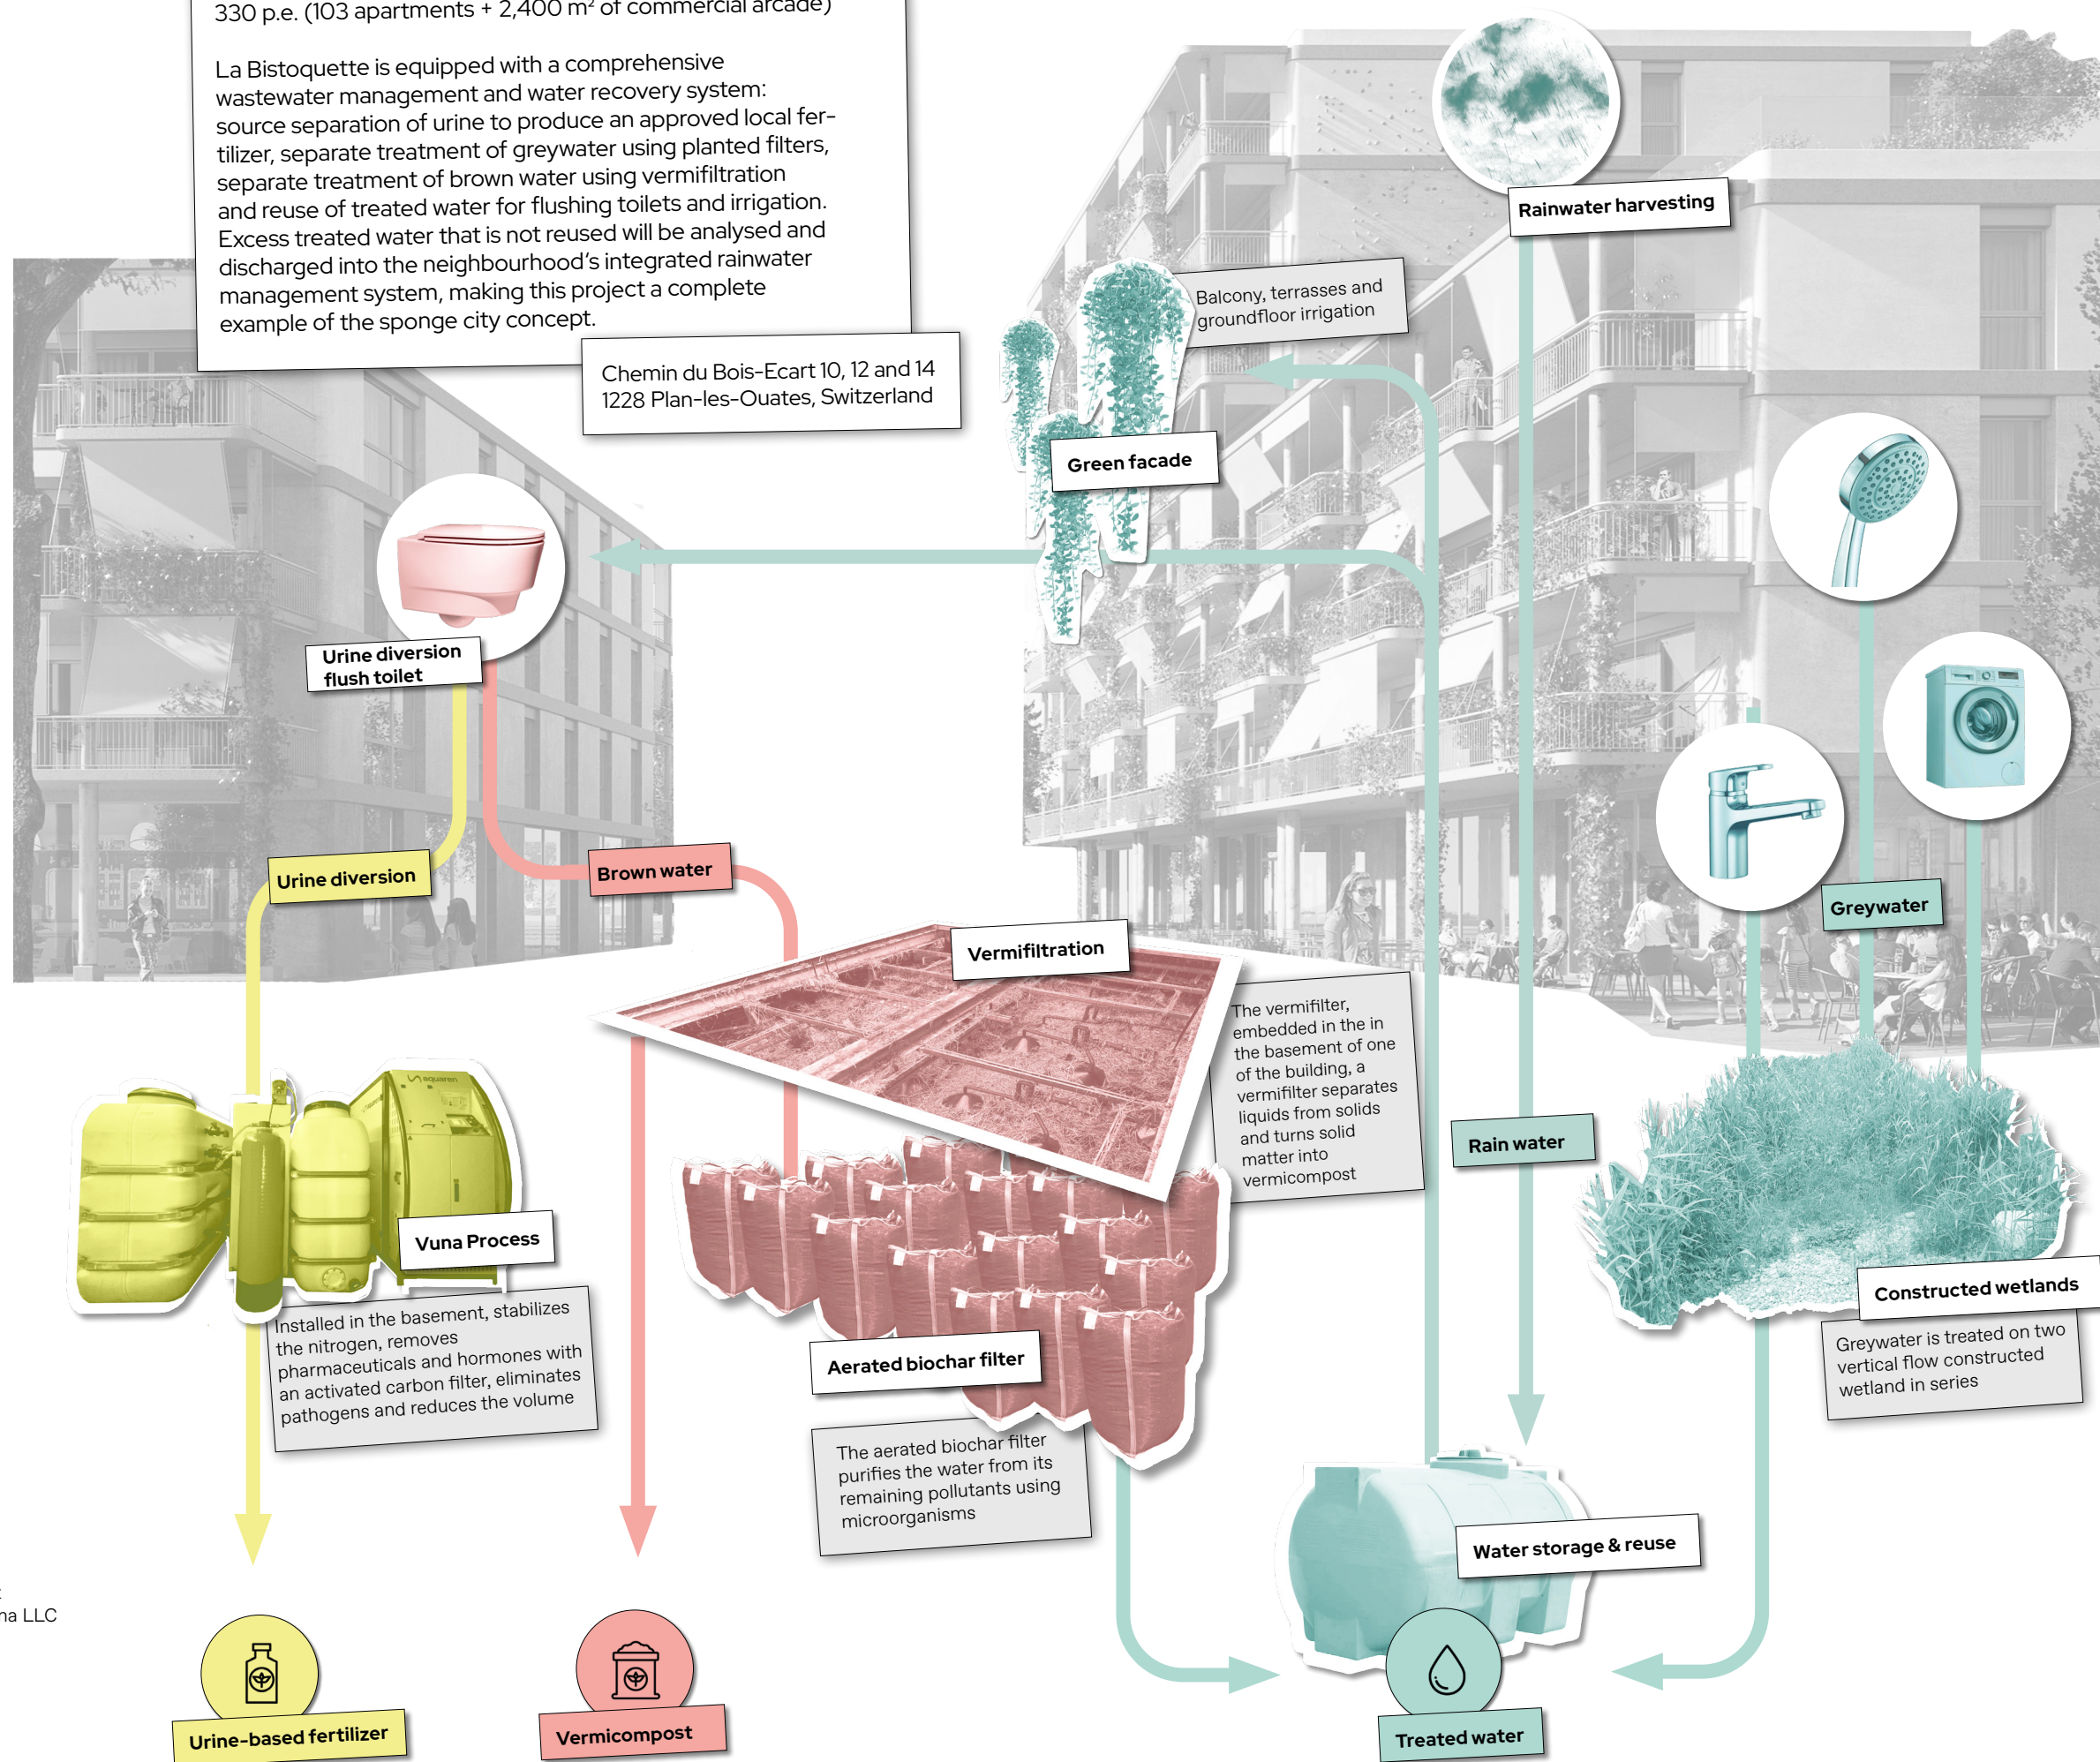 330 p.e. (103 apartments + 2,400 m² of commercial arcade)
La Bistoquette is equipped with a comprehensive
wastewater management and water recovery system:
source separation of urine to produce an approved local fer-
tilizer, separate treatment of greywater using planted filters,
separate treatment of brown water using vermifiltration
and reuse of treated water for flushing toilets and irrigation.
Excess treated water that is not reused will be analysed and
discharged into the neighbourhood's integrated rainwater
management system, making this project a complete
example of the sponge city concept.
Chemin du Bois-Ecart 10, 12 and 14
1228 Plan-les-Ouates, Switzerland
Rainwater harvesting
Balcony, terrasses and
groundfloor irrigation
Green facade
Urine diversion
flush toilet
Urine diversion
Brown water
Greywater
Vermifiltration
The vermifilter,
embedded in the in
the basement of one
of the building, a
vermifilter separates
liquids from solids
and turns solid
matter into
vermicompost
Rain water
aquaren
Vuna Process
Installed in the basement, stabilizes
the nitrogen, removes
pharmaceuticals and hormones with
an activated carbon filter, eliminates
pathogens and reduces the volume
Constructed wetlands
Greywater is treated on two
vertical flow constructed
wetland in series
Aerated biochar filter
The aerated biochar filter
purifies the water from its
remaining pollutants using
microorganisms
Water storage & reuse
na LLC
Urine-based fertilizer
Vermicompost
Treated water